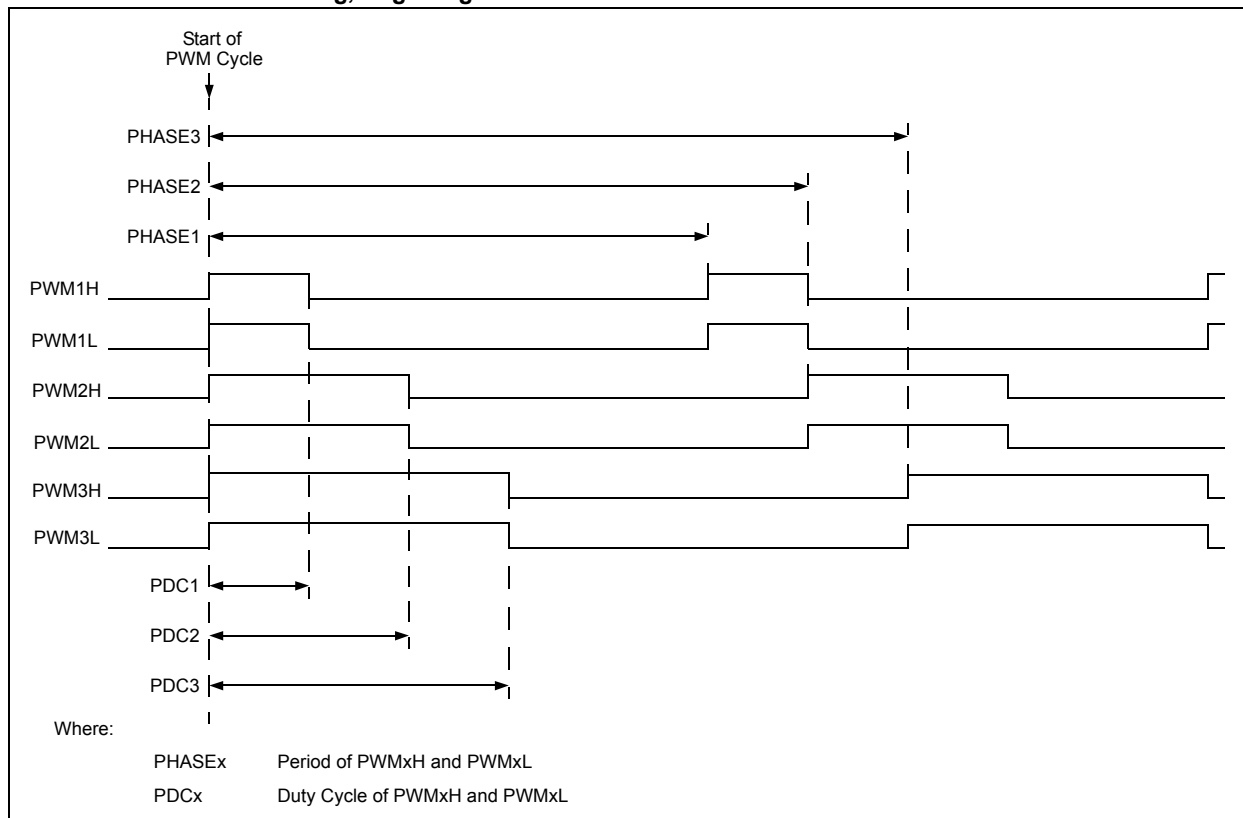 Start of
PWM Cycle
PHASE3
PHASE2
PHASE1
PWM1H
PWM1L
PWM2H
PWM2L
PWM3H
PWM3L
PDC1
PDC2
PDC3
Where:
PHASEx Period of PWMxH and PWMxL
PDCx Duty Cycle of PWMxH and PWMxL